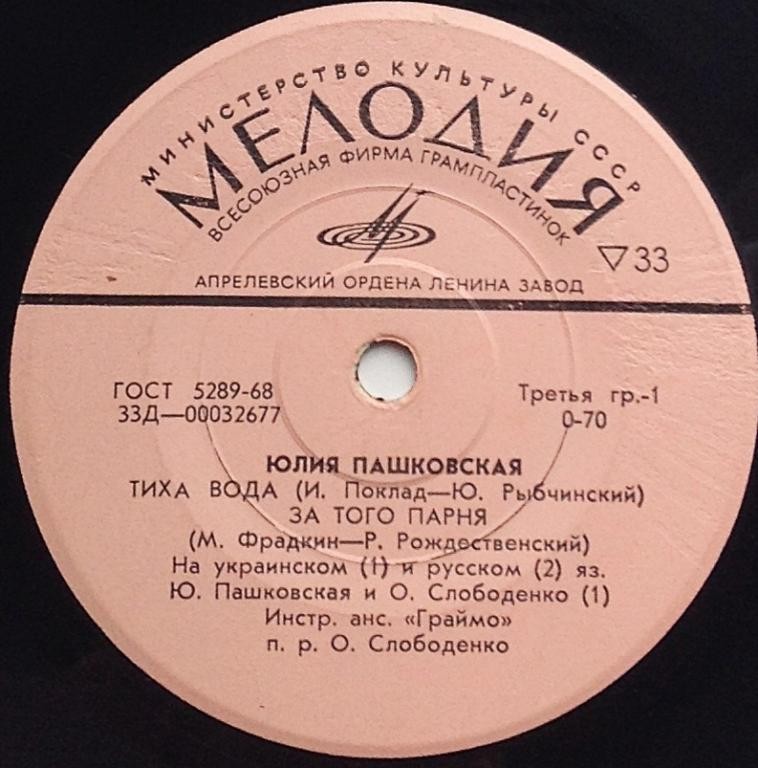 МИНИСТЕРСТВО КУЛЬТУРЫ СССР
МЕЛОДИЯ
ВСЕСОЮЗНАЯ ФИРМА ГРАМПЛАСТИНОК
▽33
АПРЕЛЕВСКИЙ ОРДЕНА ЛЕНИНА ЗАВОД
ГОСТ 5289-68
33Д—00032677
Третья гр.-1
0-70
ЮЛИЯ ПАШКОВСКАЯ
ТИХА ВОДА (И. Поклад—Ю. Рыбчинский)
ЗА ТОГО ПАРНЯ
(М. Фрадкин—Р. Рождественский)
На украинском (1) и русском (2) яз.
Ю. Пашковская и О. Слободенко (1)
Инстр. анс. «Граймо»
п. р. О. Слободенко